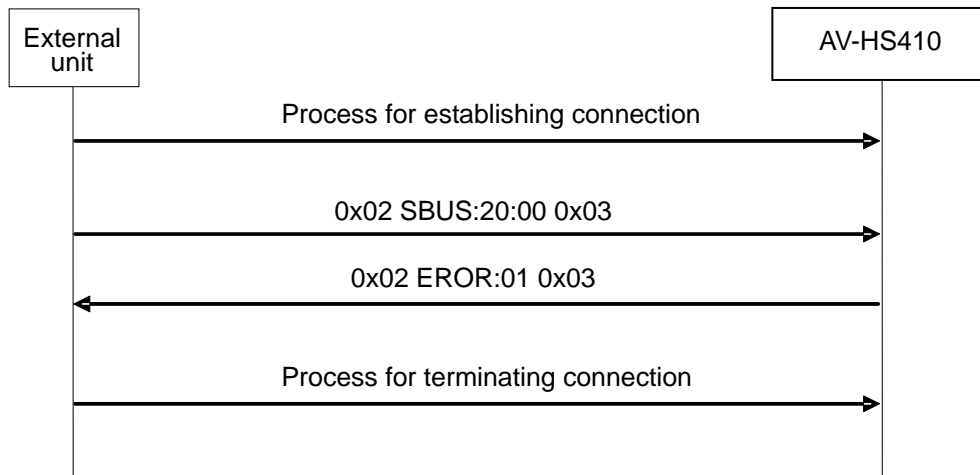 External
unit
AV-HS410
Process for establishing connection
0x02 SBUS:20:00 0x03
0x02 EROR:01 0x03
Process for terminating connection